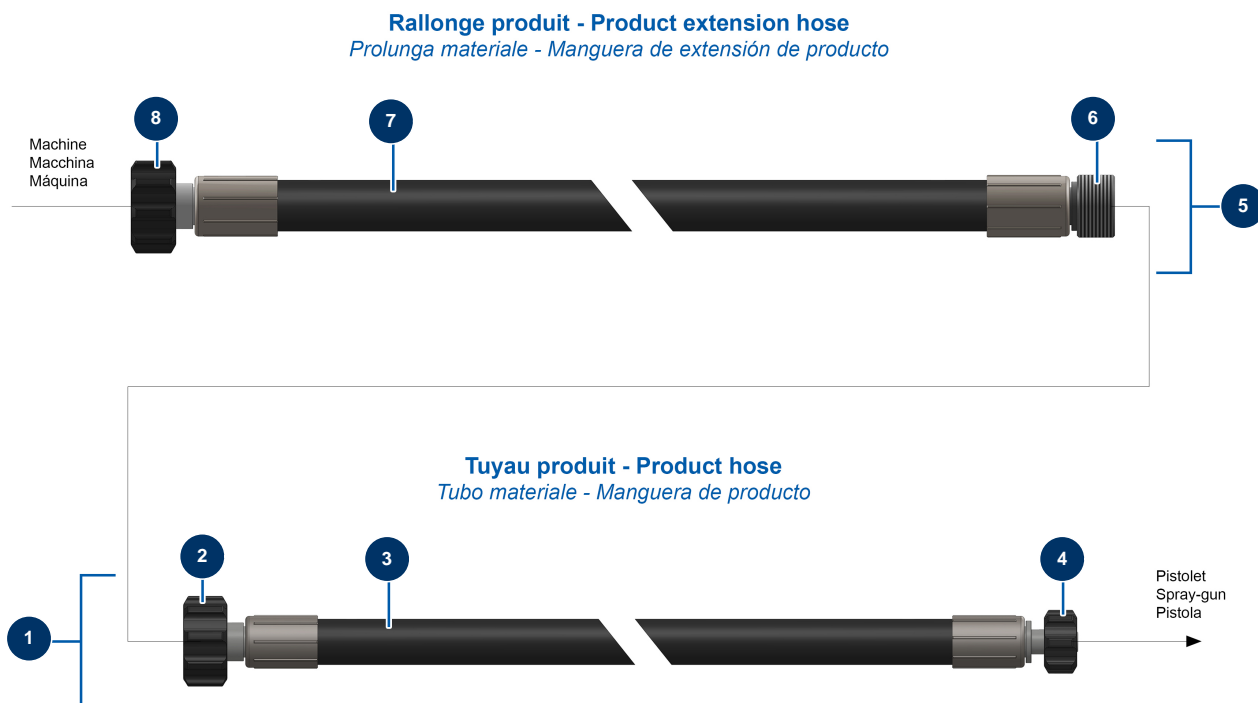 Rallonge produit - Product extension hose
Prolunga materiale - Manguera de extensión de producto
8
7
6
Machine
Macchina
Máquina
5
Tuyau produit - Product hose
Tubo materiale - Manguera de producto
2
3
4
Pistolet
Spray-gun
Pistola
1